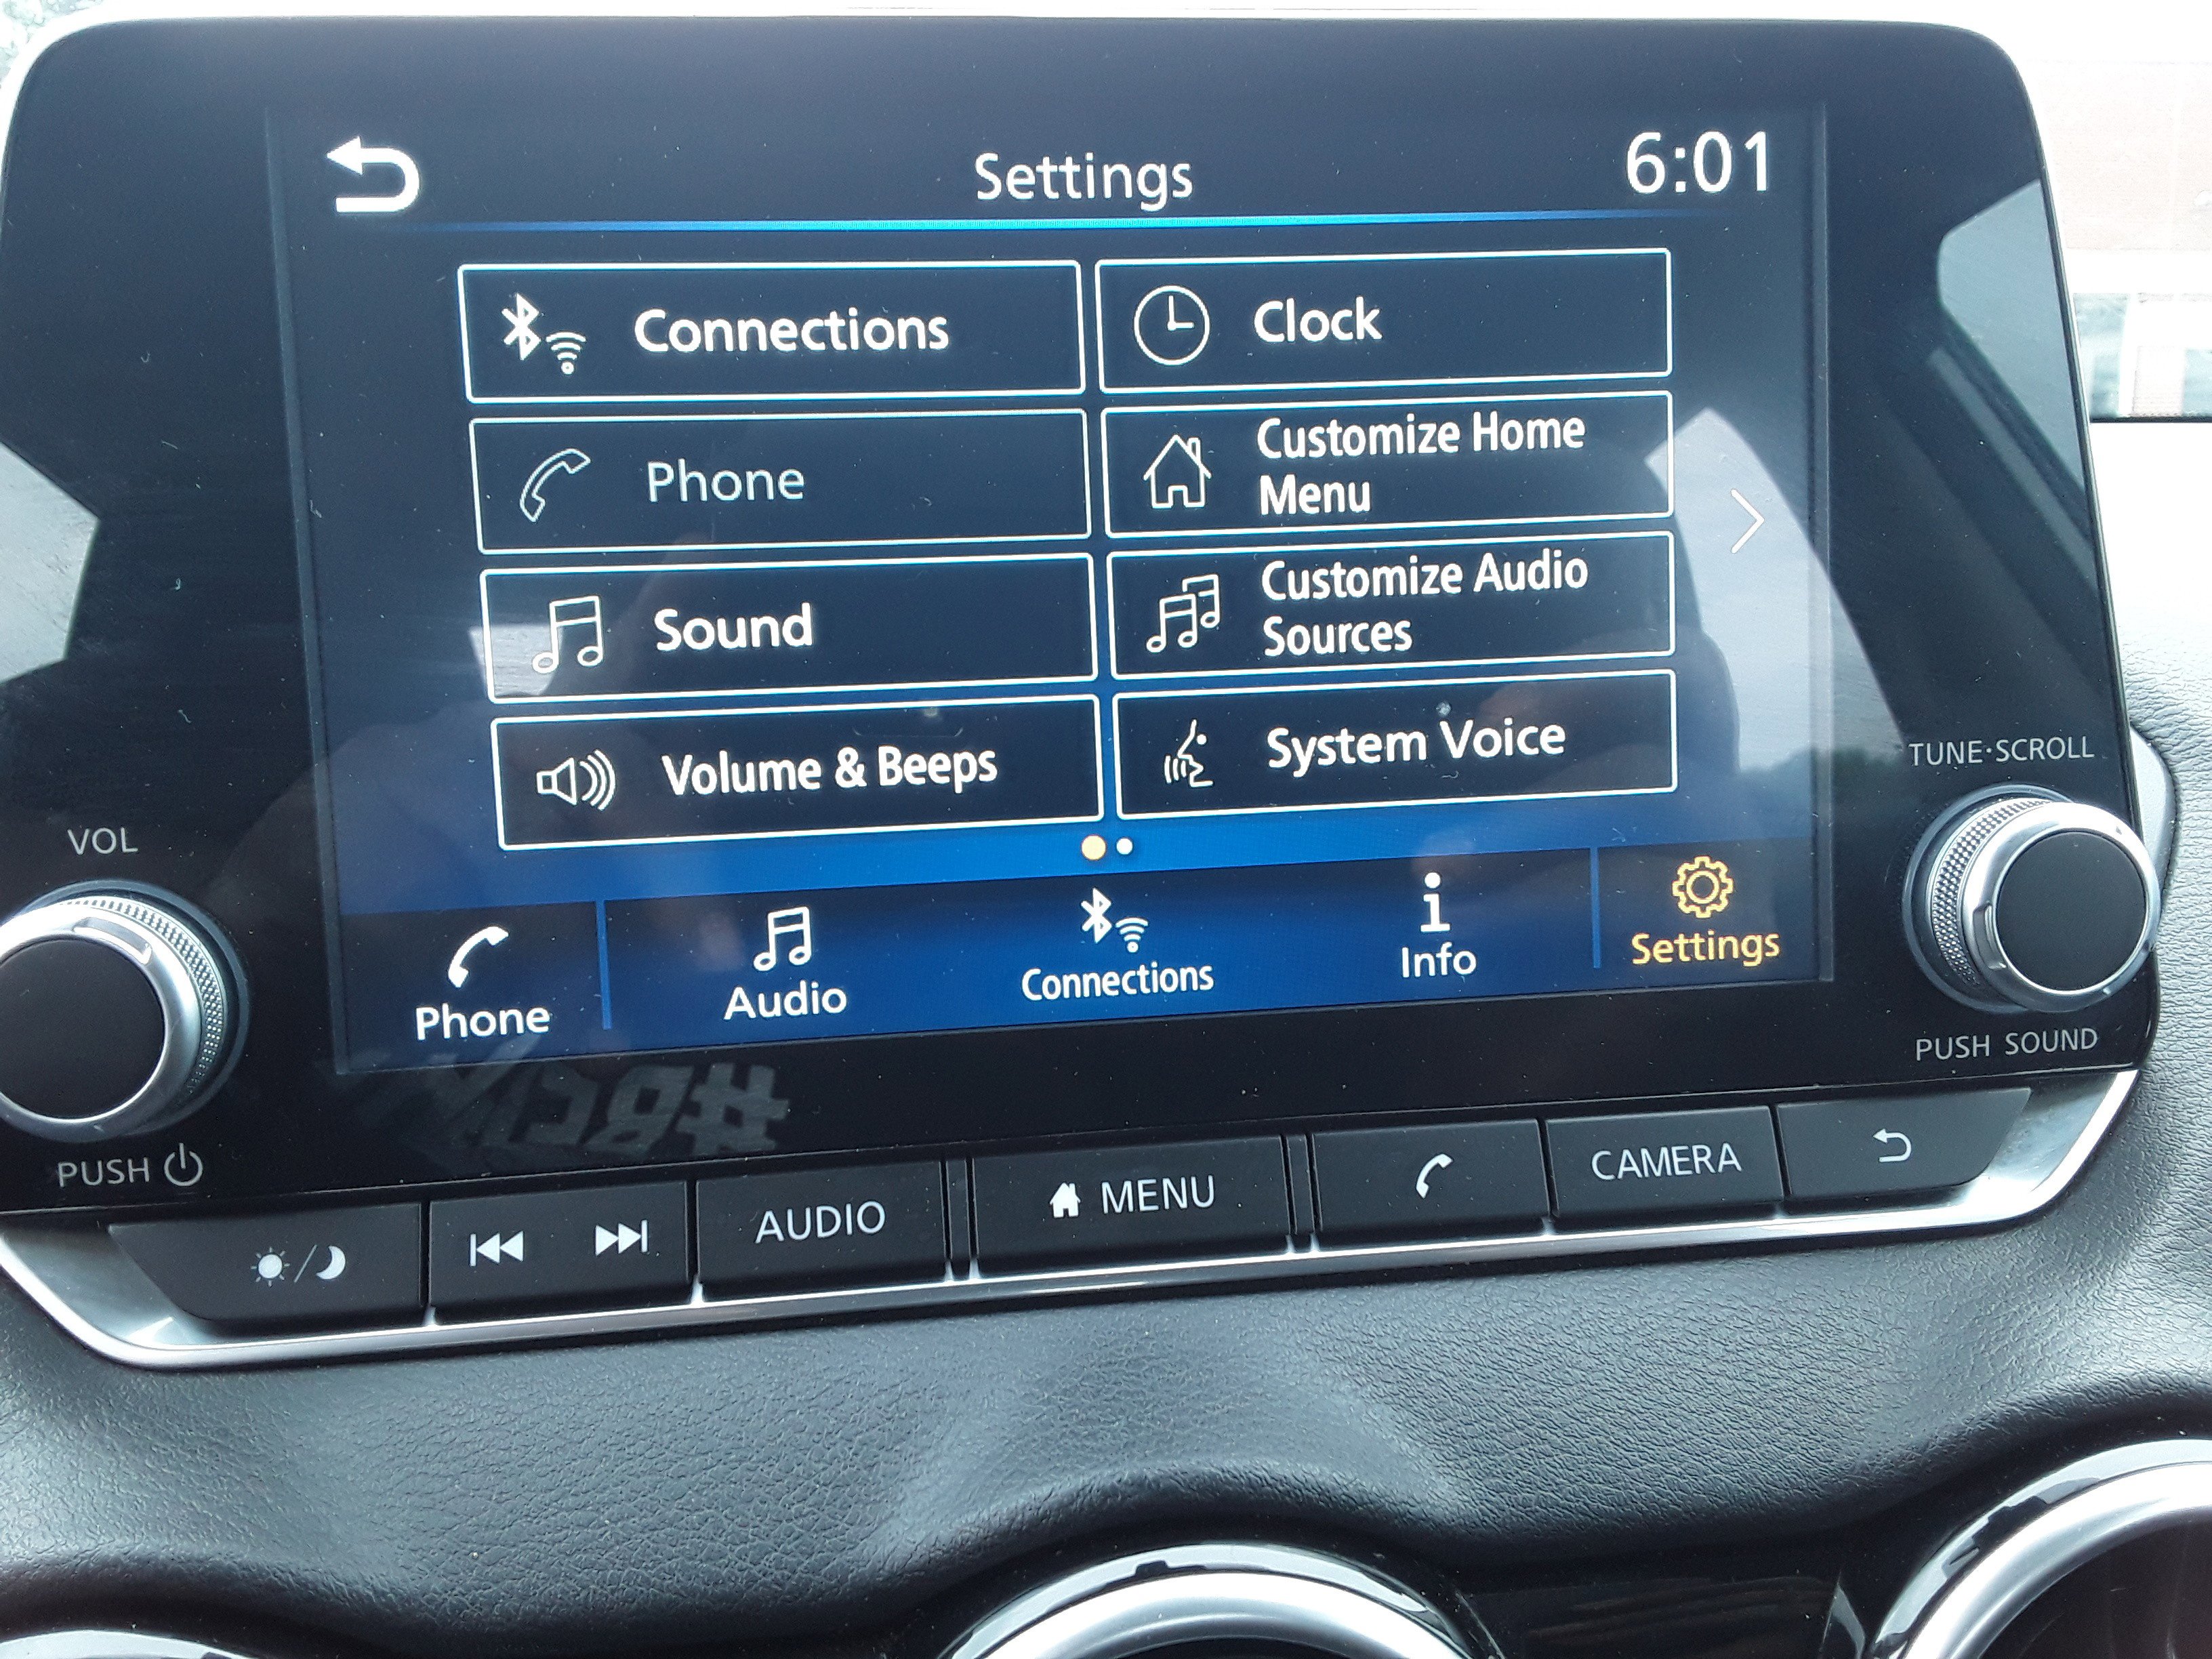 Settings
6:01
Connections
Clock
Phone
Customize Home
Menu
Sound
Customize Audio
Sources
Volume & Beeps
System Voice
Phone
Audio
Connections
Info
Settings
VOL
PUSH
TUNE·SCROLL
PUSH SOUND
AUDIO
MENU
CAMERA